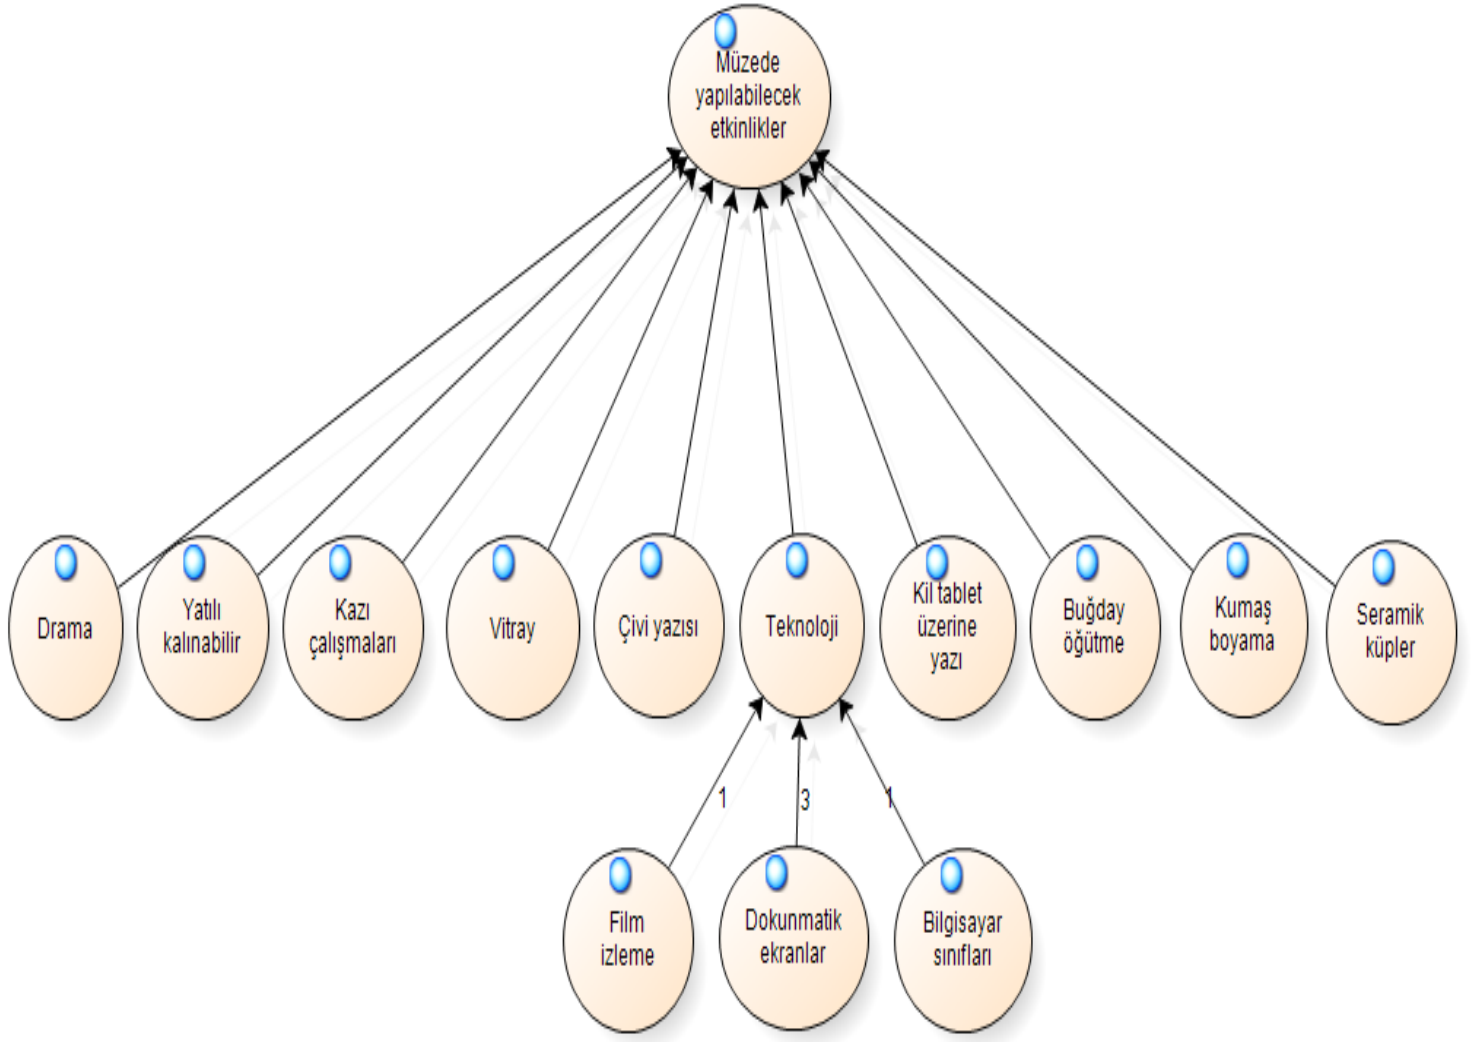 Müzede
yapılabilecek
etkinlikler
Drama
Yatılı
kalınabilir
Kazı
çalışmaları
Vitray
Çivi yazısı
Teknoloji
Kil tablet
üzerine
yazı
Buğday
öğütme
Kumaş
boyama
Seramik
küpler
1
3
1
Film
izleme
Dokunmatik
ekranlar
Bilgisayar
sınıfları